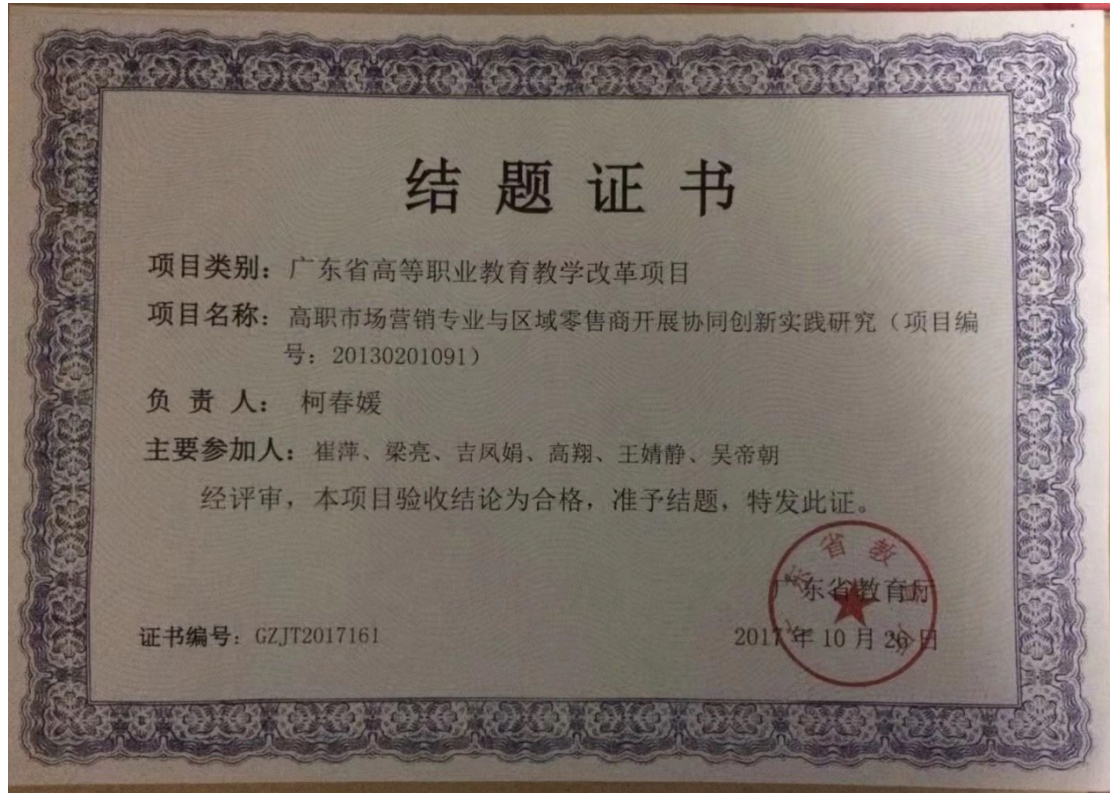 结题证书
项目类别：广东省高等职业教育教学改革项目
项目名称：高职市场营销专业与区域零售商开展协同创新实践研究（项目编
号：20130201091）
负责人：柯春媛
主要参加人：崔萍、梁亮、吉凤娟、高翔、王婧静、吴帝朝
经评审，本项目验收结论为合格，准予结题，特发此证。
广东省教育厅
证书编号：GZJT2017161
2017年10月26日